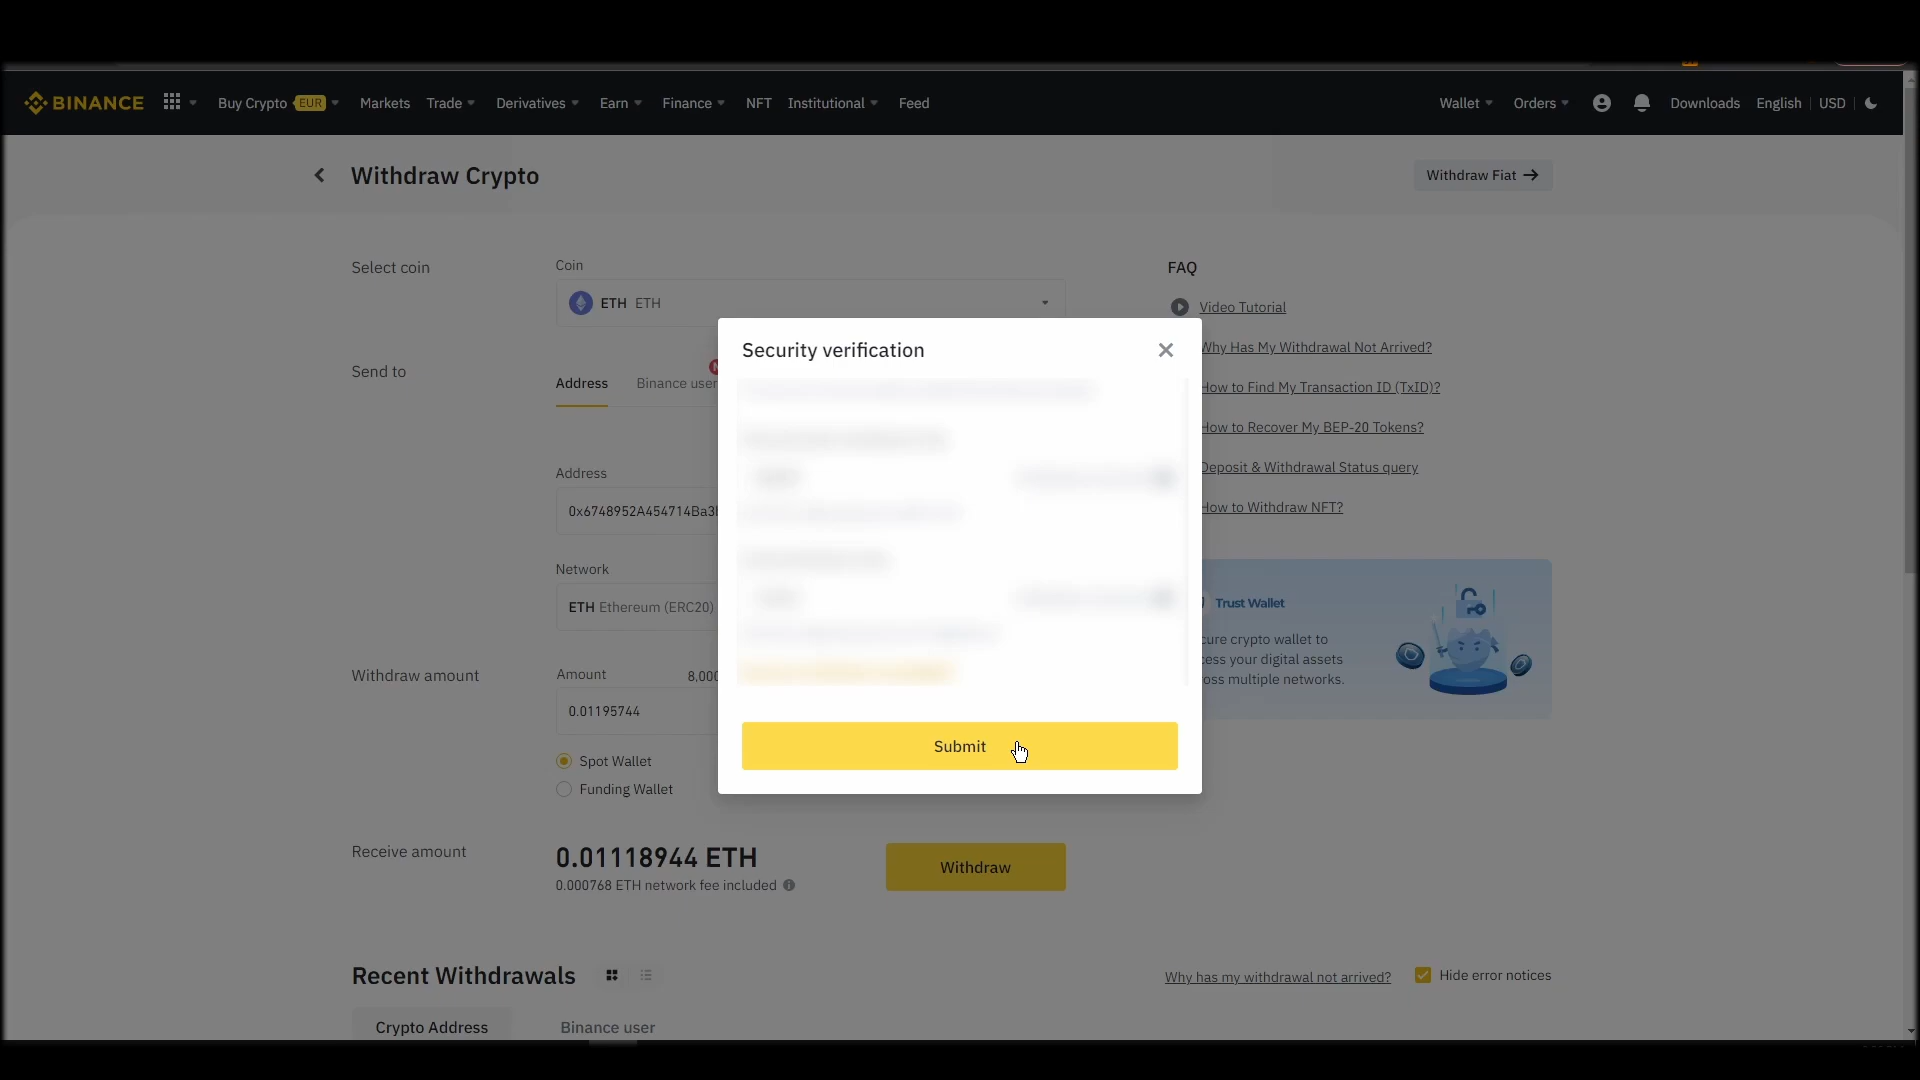 BINANCE Buy Crypto EUR Markets Trade Derivatives Earn Finance NFT Institutional Feed Wallet Orders Downloads English USD
Withdraw Crypto
Withdraw Fiat
Select coin
Coin
ETH ETH
Send to
Address Binance user
Address
0x6748952A454714Ba3
Network
ETH Ethereum (ERC20)
Withdraw amount
Amount 8,000
0.01195744
Spot Wallet
Funding Wallet
Receive amount
0.01118944 ETH
0.000768 ETH network fee included
Withdraw
Security verification
Submit
FAQ
Video Tutorial
Why Has My Withdrawal Not Arrived?
How to Find My Transaction ID (TxID)?
How to Recover My BEP-20 Tokens?
Deposit & Withdrawal Status query
How to Withdraw NFT?
Trust Wallet
cure crypto wallet to
cess your digital assets
oss multiple networks.
Recent Withdrawals
Why has my withdrawal not arrived? Hide error notices
Crypto Address Binance user